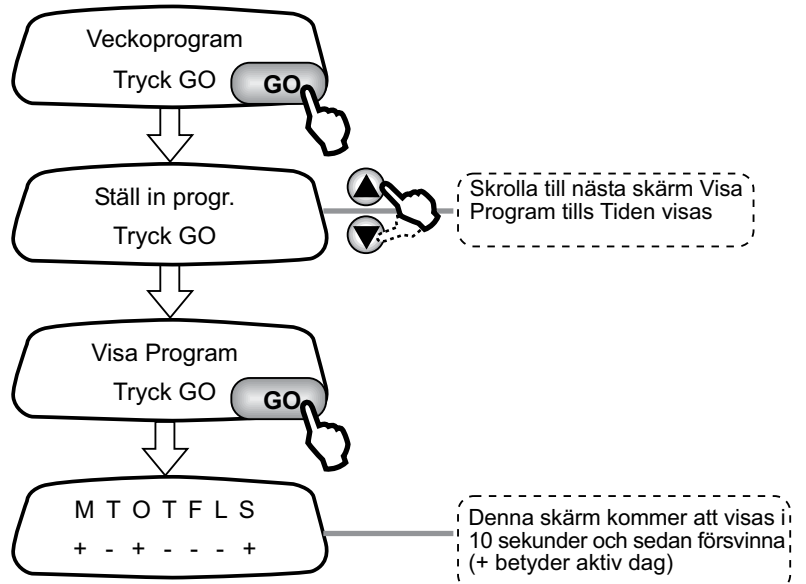 Veckoprogram
Tryck GO
GO
Ställ in progr.
Tryck GO
Skrolla till nästa skärm Visa
Program tills Tiden visas
Visa Program
Tryck GO
GO
M T O T F L S
+ - + - - - +
Denna skärm kommer att visas i
10 sekunder och sedan försvinna
(+ betyder aktiv dag)